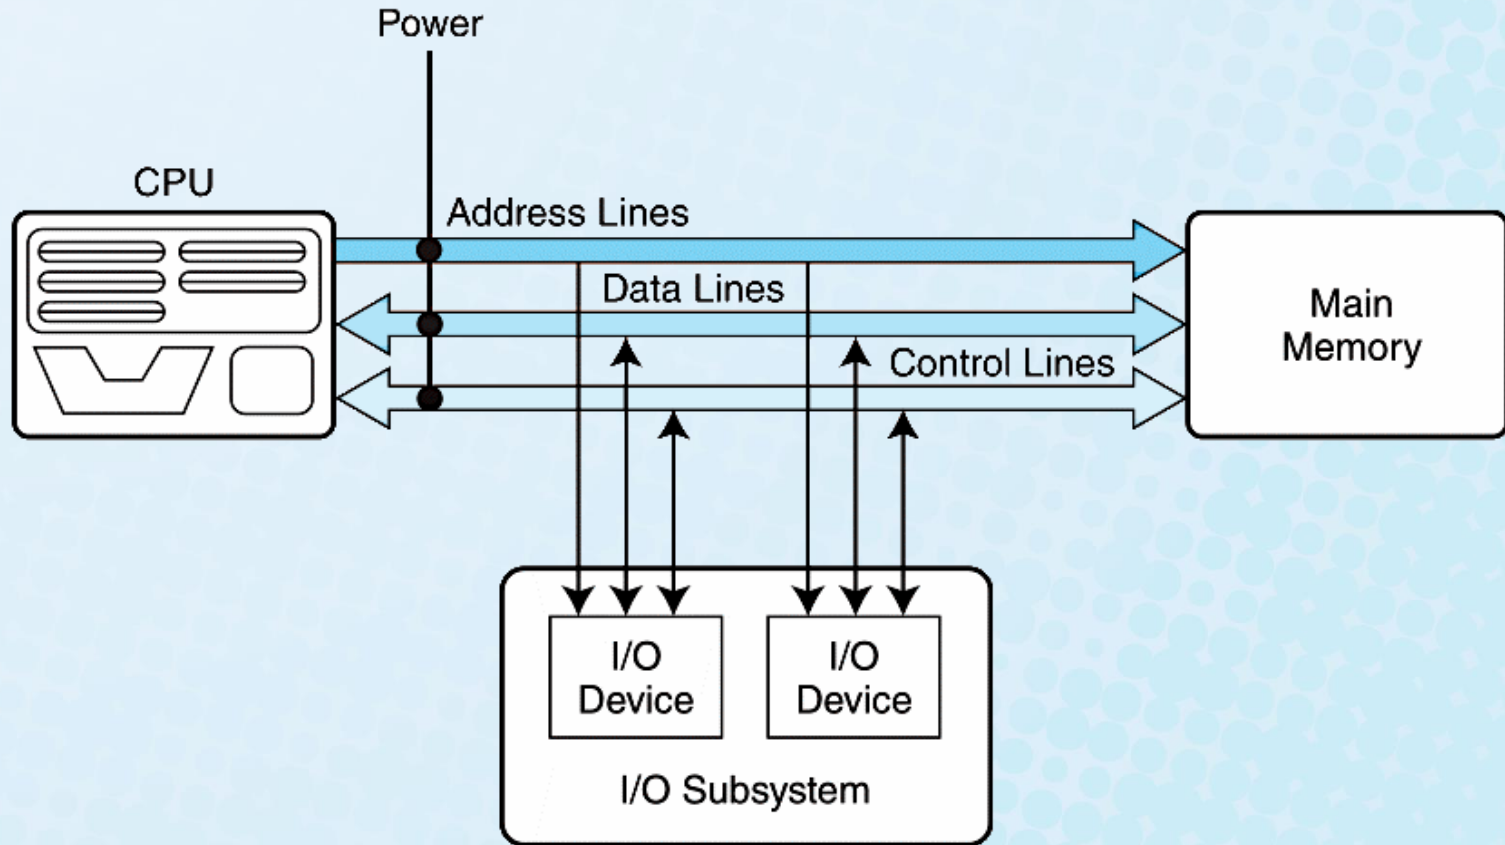 Power
CPU
Address Lines
Data Lines
Control Lines
Main
Memory
I/O
Device
I/O
Device
I/O Subsystem